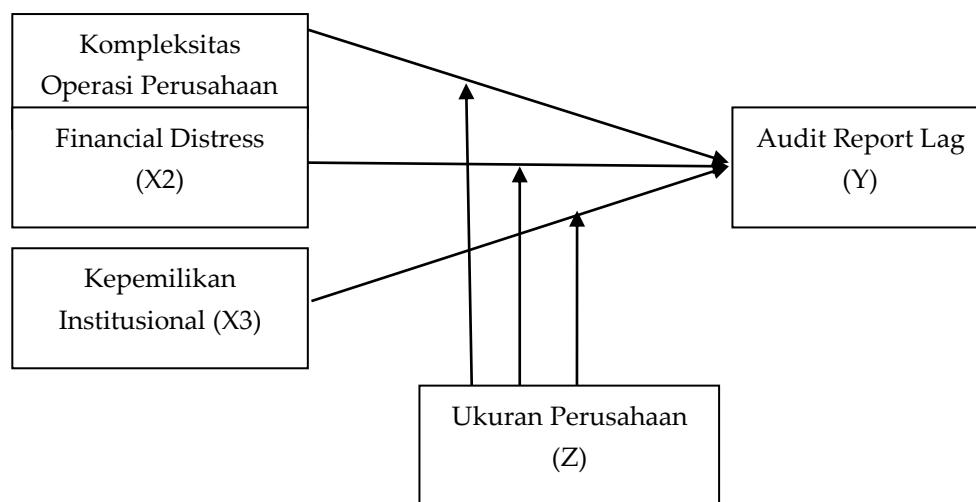 Kompleksitas
Operasi Perusahaan
Financial Distress
(X2)
Kepemilikan
Institusional (X3)
Audit Report Lag
(Y)
Ukuran Perusahaan
(Z)